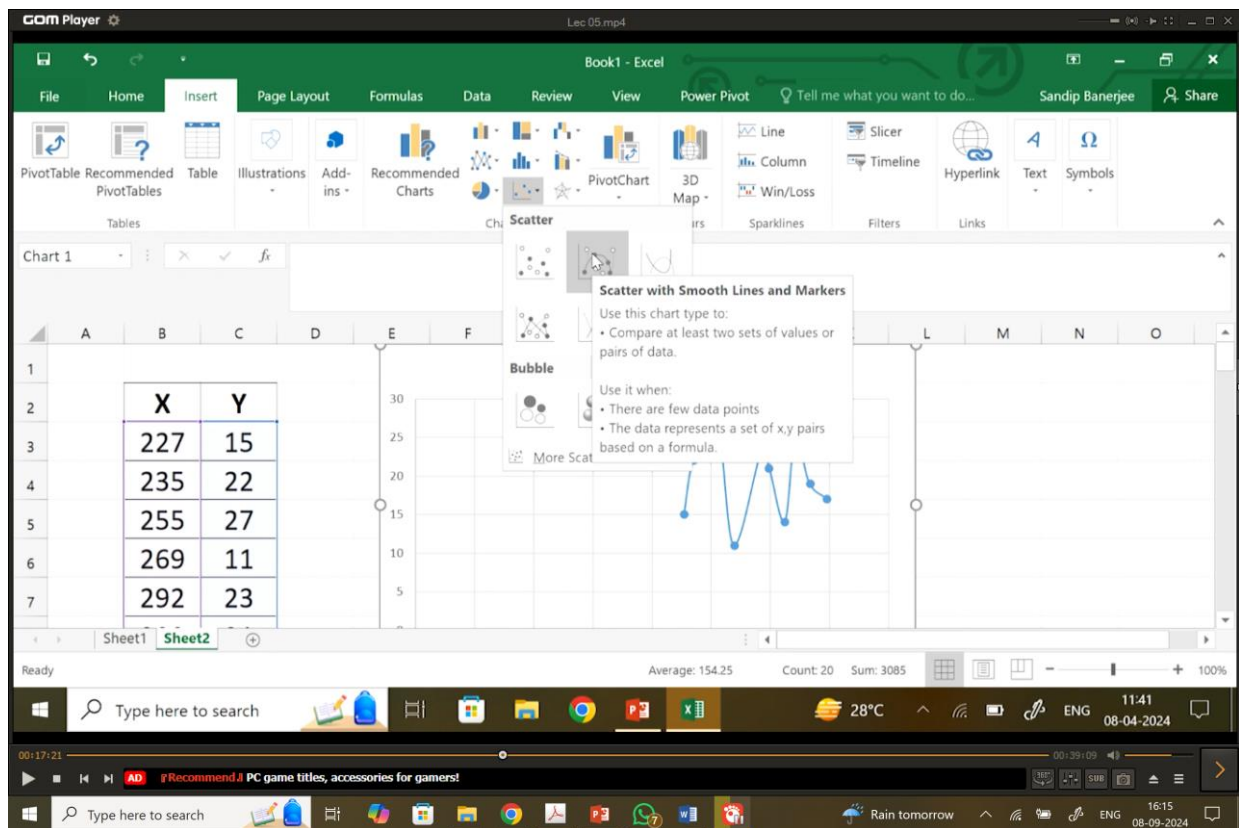 GOM Player
Lec 05.mp4
Book1 - Excel
File Home Insert Page Layout Formulas Data Review View Power Pivot Tell me what you want to do... Sandip Banerjee Share
PivotTable Recommended PivotTables Table
Illustrations Add-ins
Recommended Charts
PivotChart
3D Map
Line
Column
Win/Loss
Slicer
Timeline
Hyperlink
Text
Symbols
Tables
Sparklines
Filters
Links
Chart 1
fx
Scatter
Scatter with Smooth Lines and Markers
Use this chart type to:
• Compare at least two sets of values or
pairs of data.
Use it when:
• There are few data points
• The data represents a set of x,y pairs
based on a formula.
Bubble
More Scat
A B C D E F L M N O
1
2 X Y
3 227 15
4 235 22
5 255 27
6 269 11
7 292 23
30
25
20
15
10
5
Sheet1 Sheet2
Ready
Average: 154.25 Count: 20 Sum: 3085
100%
Type here to search
28°C
ENG
11:41
08-04-2024
00:17:21
00:39:09
AD
Recommend PC game titles, accessories for gamers!
360°
SUB
Type here to search
7
Rain tomorrow
ENG
16:15
08-09-2024